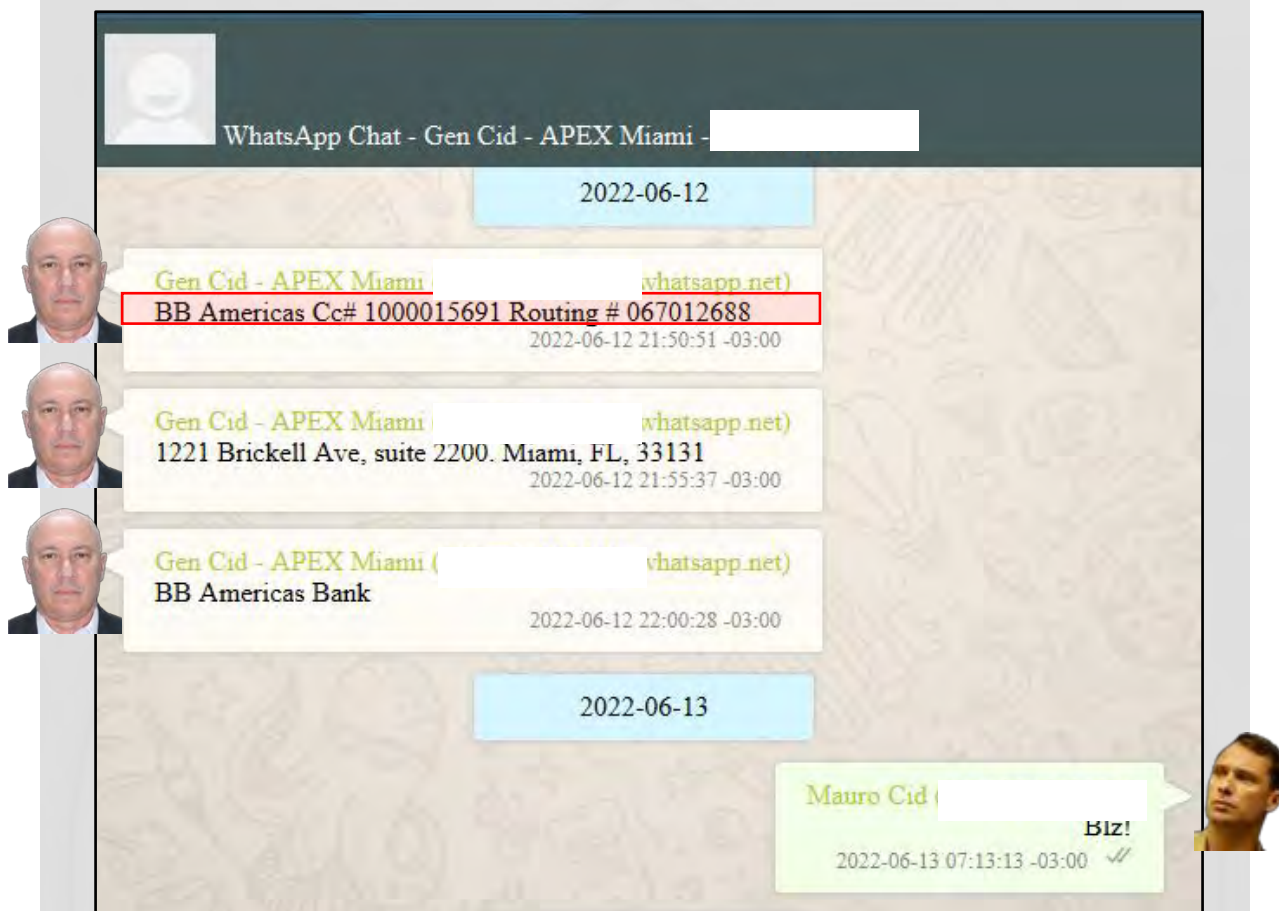 WhatsApp Chat - Gen Cid - APEX Miami -
2022-06-12
Gen Cid - APEX Miami ( whatsapp.net)
BB Americas Cc# 1000015691 Routing # 067012688
2022-06-12 21:50:51 -03:00
Gen Cid - APEX Miami ( whatsapp.net)
1221 Brickell Ave, suite 2200. Miami, FL, 33131
2022-06-12 21:55:37 -03:00
Gen Cid - APEX Miami ( whatsapp.net)
BB Americas Bank
2022-06-12 22:00:28 -03:00
2022-06-13
Mauro Cid (
Blz!
2022-06-13 07:13:13 -03:00